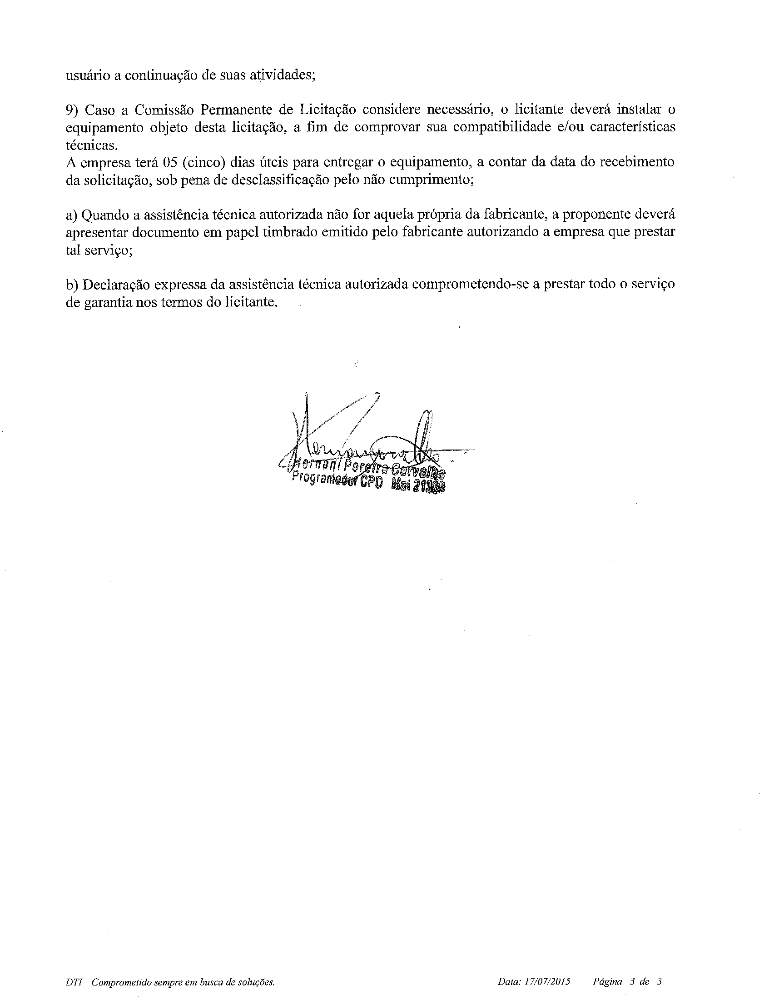 usuário a continuação de suas atividades;
9) Caso a Comissão Permanente de Licitação considere necessário, o licitante deverá instalar o
equipamento objeto desta licitação, a fim de comprovar sua compatibilidade e/ou características
técnicas.
A empresa terá 05 (cinco) dias úteis para entregar o equipamento, a contar da data do recebimento
da solicitação, sob pena de desclassificação pelo não cumprimento;
a) Quando a assistência técnica autorizada não for aquela própria da fabricante, a proponente deverá
apresentar documento em papel timbrado emitido pelo fabricante autorizando a empresa que prestar
tal serviço;
b) Declaração expressa da assistência técnica autorizada comprometendo-se a prestar todo o serviço
de garantia nos termos do licitante.
Hernani Pereira Carvalho
Programador CPD Mat
DTI – Comprometido sempre em busca de soluções. Data: 17/07/2015 Página 3 de 3